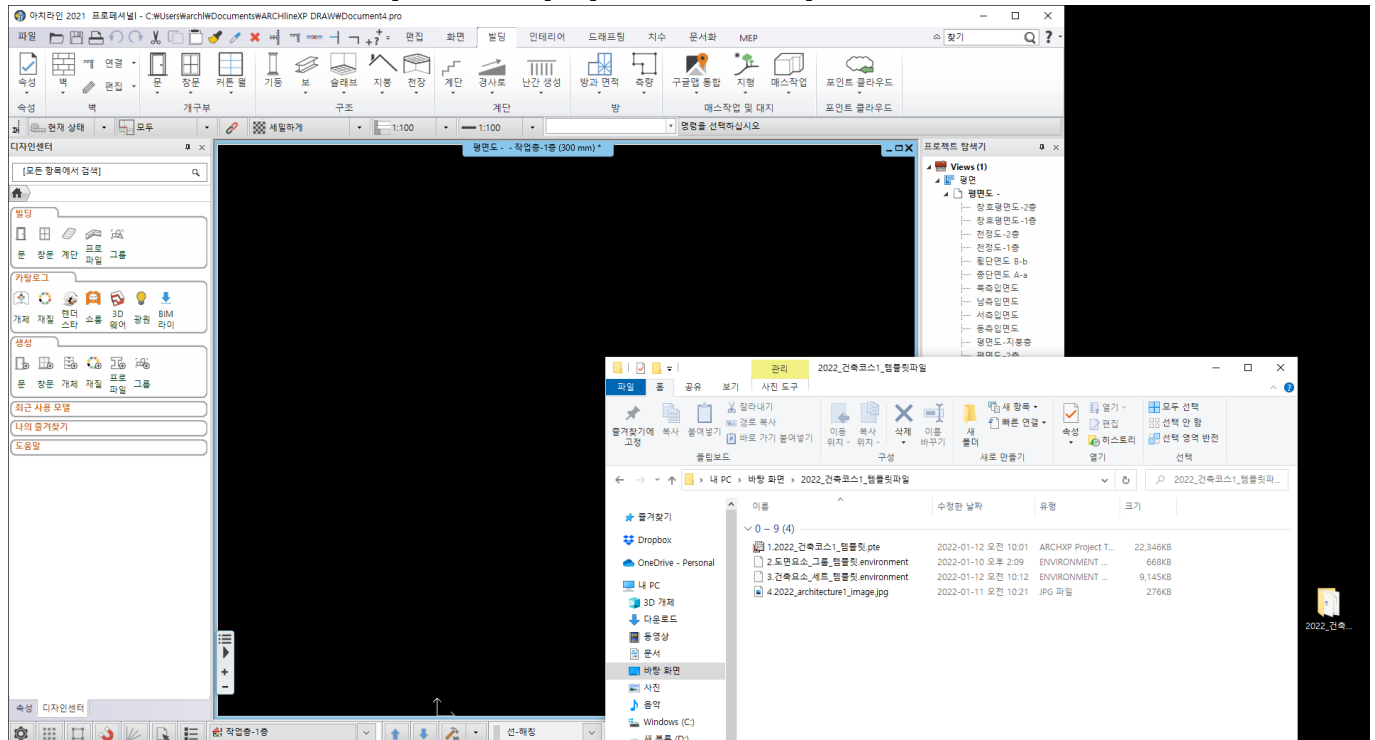 아치라인 2021 프로페셔널I - C:₩Users₩archl₩Documents₩ARCHlineXP DRAW₩Document4.pro
파일 편집 화면 빌딩 인테리어 드래프팅 치수 문서화 MEP 찾기
속성 벽 연결 편집 문 창문 커튼 월 기둥 보 슬래브 지붕 천장 계단 경사로 난간 생성 방과 면적 측량 구글맵 통합 지형 매스작업 포인트 클라우드
속성 벽 개구부 구조 계단 방 매스작업 및 대지 포인트 클라우드
현재 상태 모두 세밀하게 1:100 1:100 명령을 선택하십시오
디자인센터
평면도 - - 작업층-1층 (300 mm) *
프로젝트 탐색기
[모든 항목에서 검색]
빌딩
문 창문 계단 프로파일 그룹
카탈로그
개체 재질 렌더스타 쇼룸 3D웨어 광원 BIM라이
생성
문 창문 개체 재질 프로파일 그룹
최근 사용 모델
나의 즐겨찾기
도움말
속성 디자인센터
작업층-1층
선-해칭
Views (1)
평면
평면도 -
창호평면도-2층
창호평면도-1층
천정도-2층
천정도-1층
횡단면도 B-b
종단면도 A-a
북측입면도
남측입면도
서측입면도
동측입면도
평면도-지붕층
평면도-2층
관리 2022_건축코스1_템플릿파일
파일 홈 공유 보기 사진 도구
즐겨찾기에 고정
복사
붙여넣기
잘라내기
경로 복사
바로 가기 붙여넣기
이동 위치
복사 위치
삭제
이름 바꾸기
새 폴더
새 항목
빠른 연결
속성
열기
편집
히스토리
모두 선택
선택 안 함
선택 영역 반전
클립보드 구성 새로 만들기 열기 선택
내 PC › 바탕 화면 › 2022_건축코스1_템플릿파일
2022_건축코스1_템플릿파...
이름 수정한 날짜 유형 크기
0 – 9 (4)
1.2022_건축코스1_템플릿.pte 2022-01-12 오전 10:01 ARCHXP Project T... 22,346KB
2.도면요소_그룹_템플릿.environment 2022-01-10 오후 2:09 ENVIRONMENT ... 668KB
3.건축요소_세트_템플릿.environment 2022-01-12 오전 10:12 ENVIRONMENT ... 9,145KB
4.2022_architecture1_image.jpg 2022-01-11 오전 10:21 JPG 파일 276KB
즐겨찾기
Dropbox
OneDrive - Personal
내 PC
3D 개체
다운로드
동영상
문서
바탕 화면
사진
음악
Windows (C:)
새 볼륨 (D:)
2022_건축...